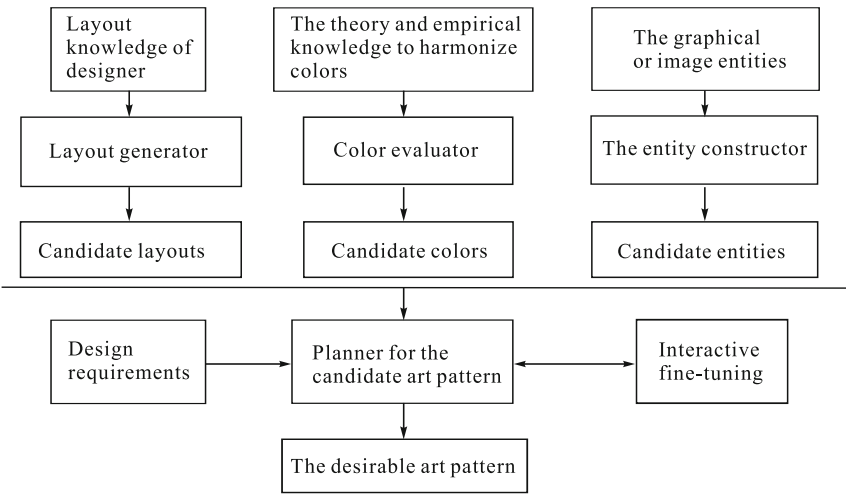 Layout
knowledge of
designer
The theory and empirical
knowledge to harmonize
colors
The graphical
or image entities
Layout generator
Color evaluator
The entity constructor
Candidate layouts
Candidate colors
Candidate entities
Design
requirements
Planner for the
candidate art pattern
Interactive
fine-tuning
The desirable art pattern